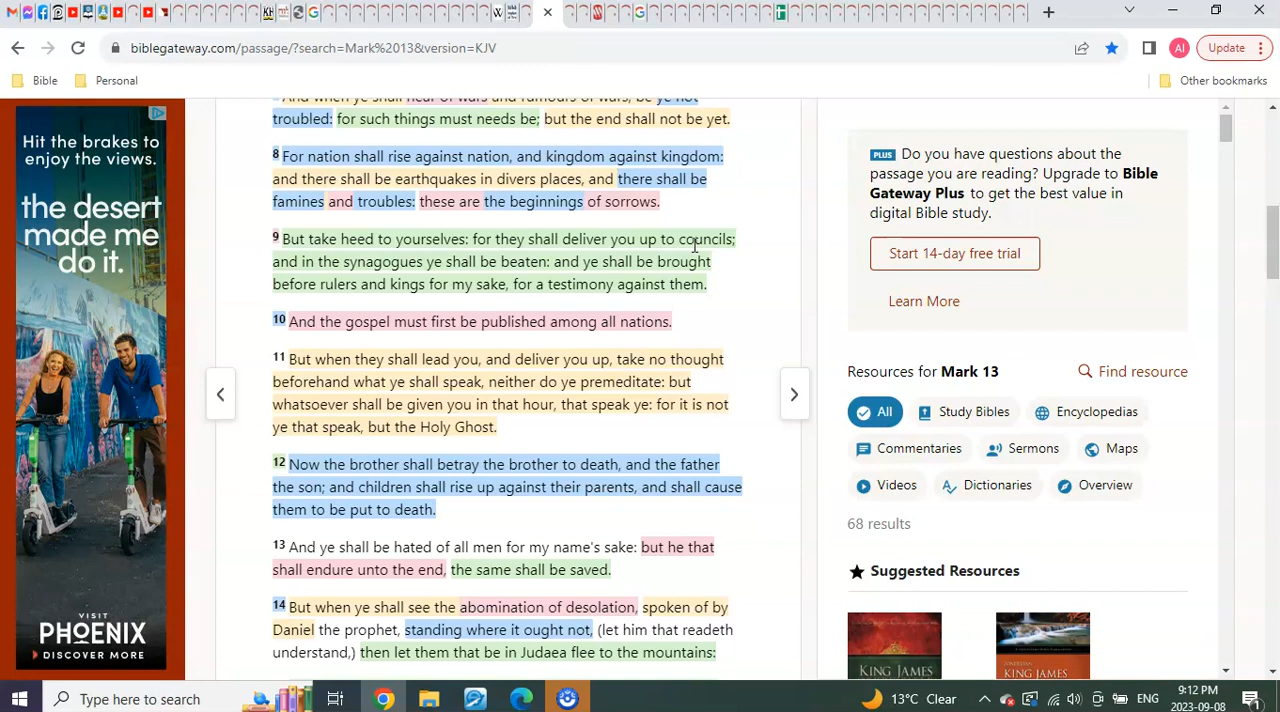 biblegateway.com/passage/?search=Mark%2013&version=KJV
Update
Bible
Personal
Other bookmarks
And when ye shall hear of wars and rumours of wars, be ye not
troubled: for such things must needs be; but the end shall not be yet.
8 For nation shall rise against nation, and kingdom against kingdom:
and there shall be earthquakes in divers places, and there shall be
famines and troubles: these are the beginnings of sorrows.
9 But take heed to yourselves: for they shall deliver you up to councils;
and in the synagogues ye shall be beaten: and ye shall be brought
before rulers and kings for my sake, for a testimony against them.
10 And the gospel must first be published among all nations.
11 But when they shall lead you, and deliver you up, take no thought
beforehand what ye shall speak, neither do ye premeditate: but
whatsoever shall be given you in that hour, that speak ye: for it is not
ye that speak, but the Holy Ghost.
12 Now the brother shall betray the brother to death, and the father
the son; and children shall rise up against their parents, and shall cause
them to be put to death.
13 And ye shall be hated of all men for my name's sake: but he that
shall endure unto the end, the same shall be saved.
14 But when ye shall see the abomination of desolation, spoken of by
Daniel the prophet, standing where it ought not, (let him that readeth
understand,) then let them that be in Judaea flee to the mountains:
Hit the brakes to
enjoy the views.
the desert
made me
do it.
VISIT
PHOENIX
DISCOVER MORE
PLUS Do you have questions about the
passage you are reading? Upgrade to Bible
Gateway Plus to get the best value in
digital Bible study.
Start 14-day free trial
Learn More
Resources for Mark 13
Find resource
All
Study Bibles
Encyclopedias
Commentaries
Sermons
Maps
Videos
Dictionaries
Overview
68 results
Suggested Resources
KING JAMES
KING JAMES
Type here to search
13°C Clear
ENG
9:12 PM
2023-09-08
1